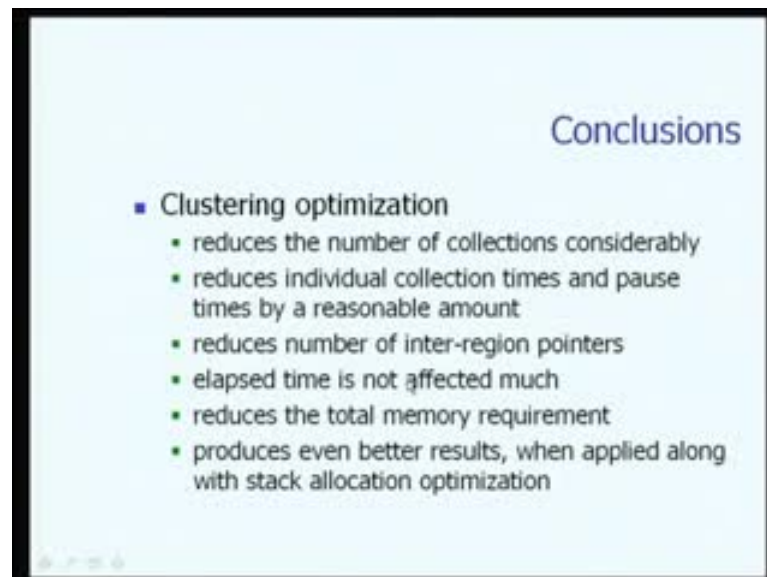 Conclusions
Clustering optimization
reduces the number of collections considerably
reduces individual collection times and pause
times by a reasonable amount
reduces number of inter-region pointers
elapsed time is not affected much
reduces the total memory requirement
produces even better results, when applied along
with stack allocation optimization